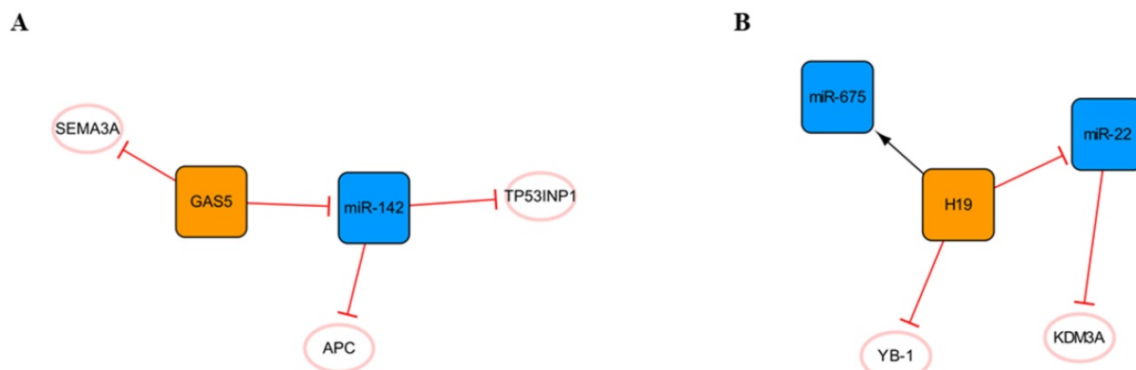 A
SEMA3A
GAS5
miR-142
TP53INP1
APC
B
miR-675
miR-22
H19
YB-1
KDM3A